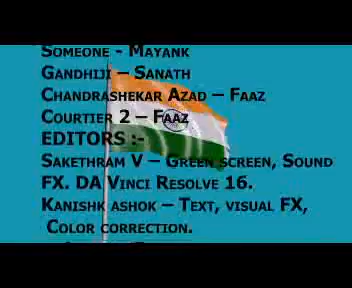 Someone - Mayank
Gandhiji – Sanath
Chandrashekar Azad – Faaz
Courtier 2 – Faaz
EDITORS :-
Sakethram V – Green screen, Sound
FX. DA Vinci Resolve 16.
Kanishk ashok – Text, visual FX,
Color correction.